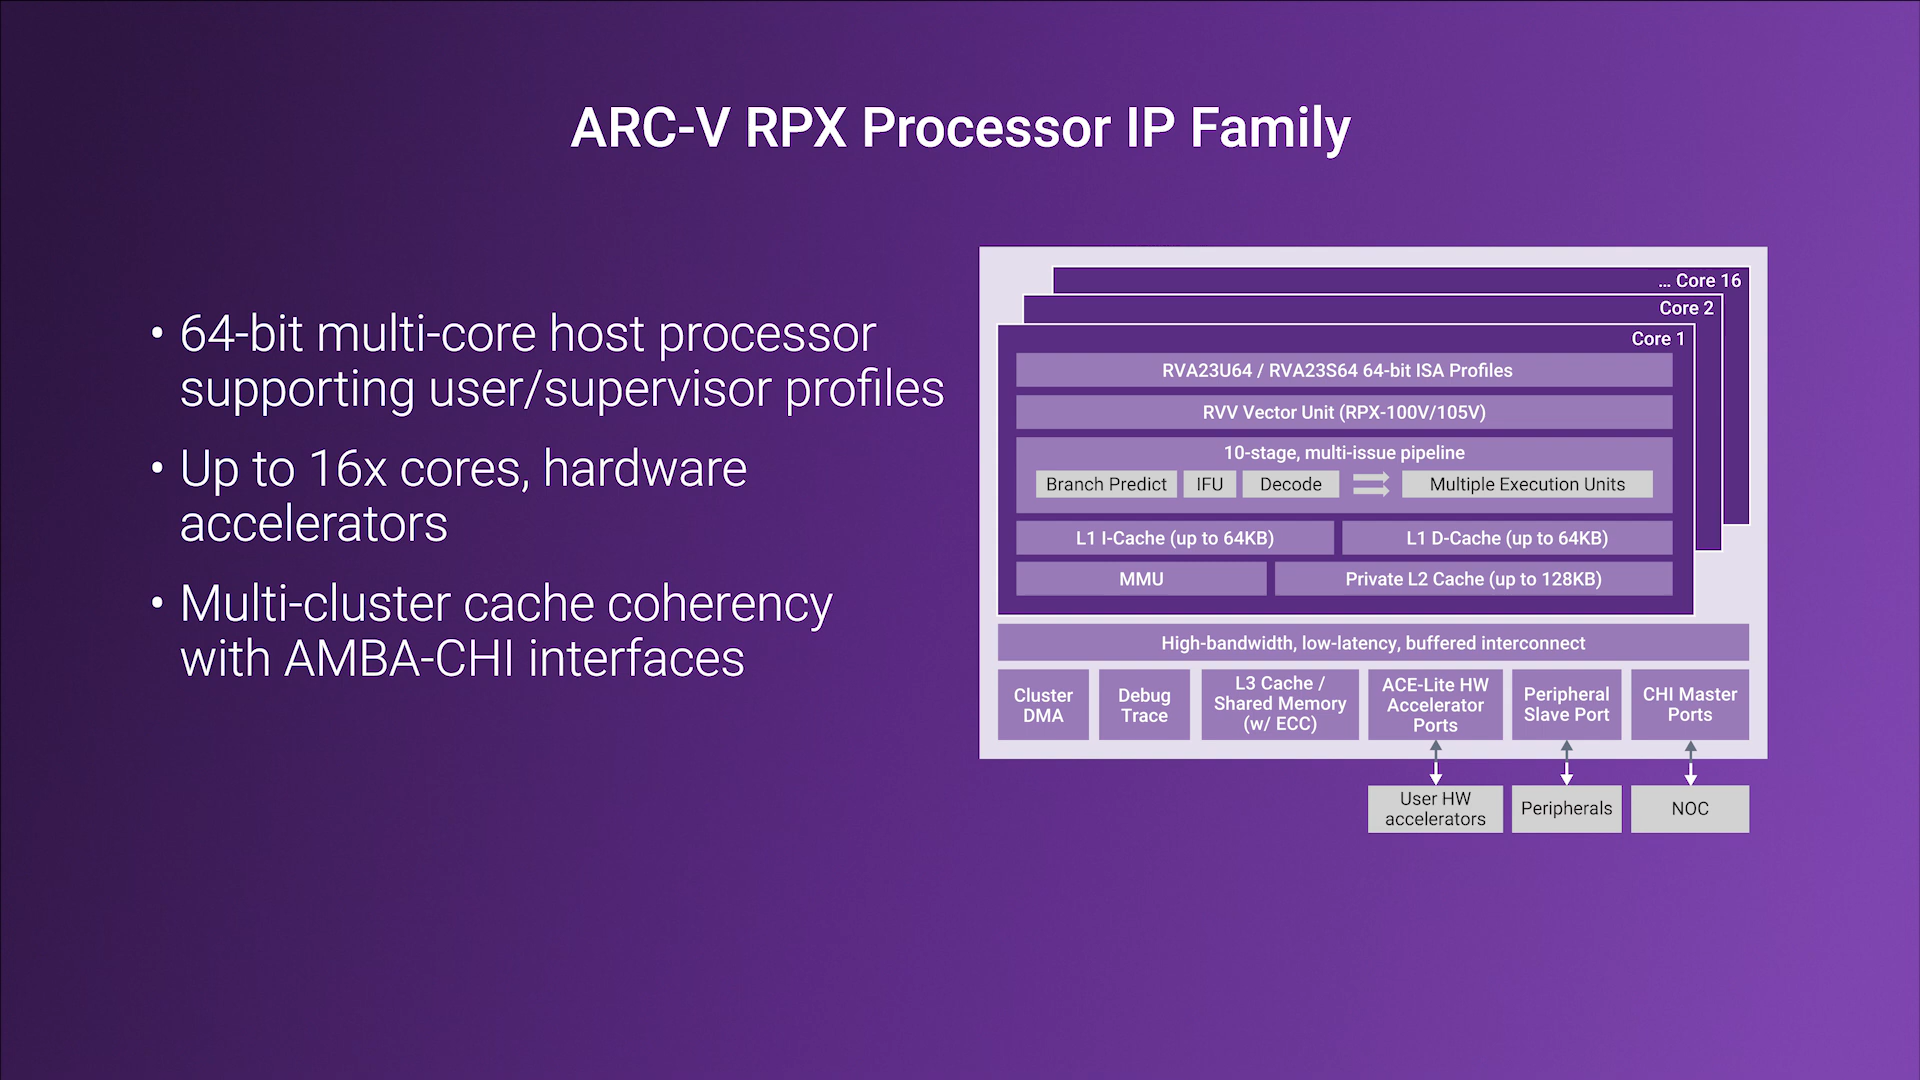 ARC-V RPX Processor IP Family
• 64-bit multi-core host processor
supporting user/supervisor profiles
• Up to 16x cores, hardware
accelerators
• Multi-cluster cache coherency
with AMBA-CHI interfaces
... Core 16
Core 2
Core 1
RVA23U64 / RVA23S64 64-bit ISA Profiles
RVV Vector Unit (RPX-100V/105V)
10-stage, multi-issue pipeline
Branch Predict IFU Decode Multiple Execution Units
L1 I-Cache (up to 64KB) L1 D-Cache (up to 64KB)
MMU Private L2 Cache (up to 128KB)
High-bandwidth, low-latency, buffered interconnect
Cluster
DMA
Debug
Trace
L3 Cache /
Shared Memory
(w/ ECC)
ACE-Lite HW
Accelerator
Ports
Peripheral
Slave Port
CHI Master
Ports
User HW
accelerators
Peripherals
NOC